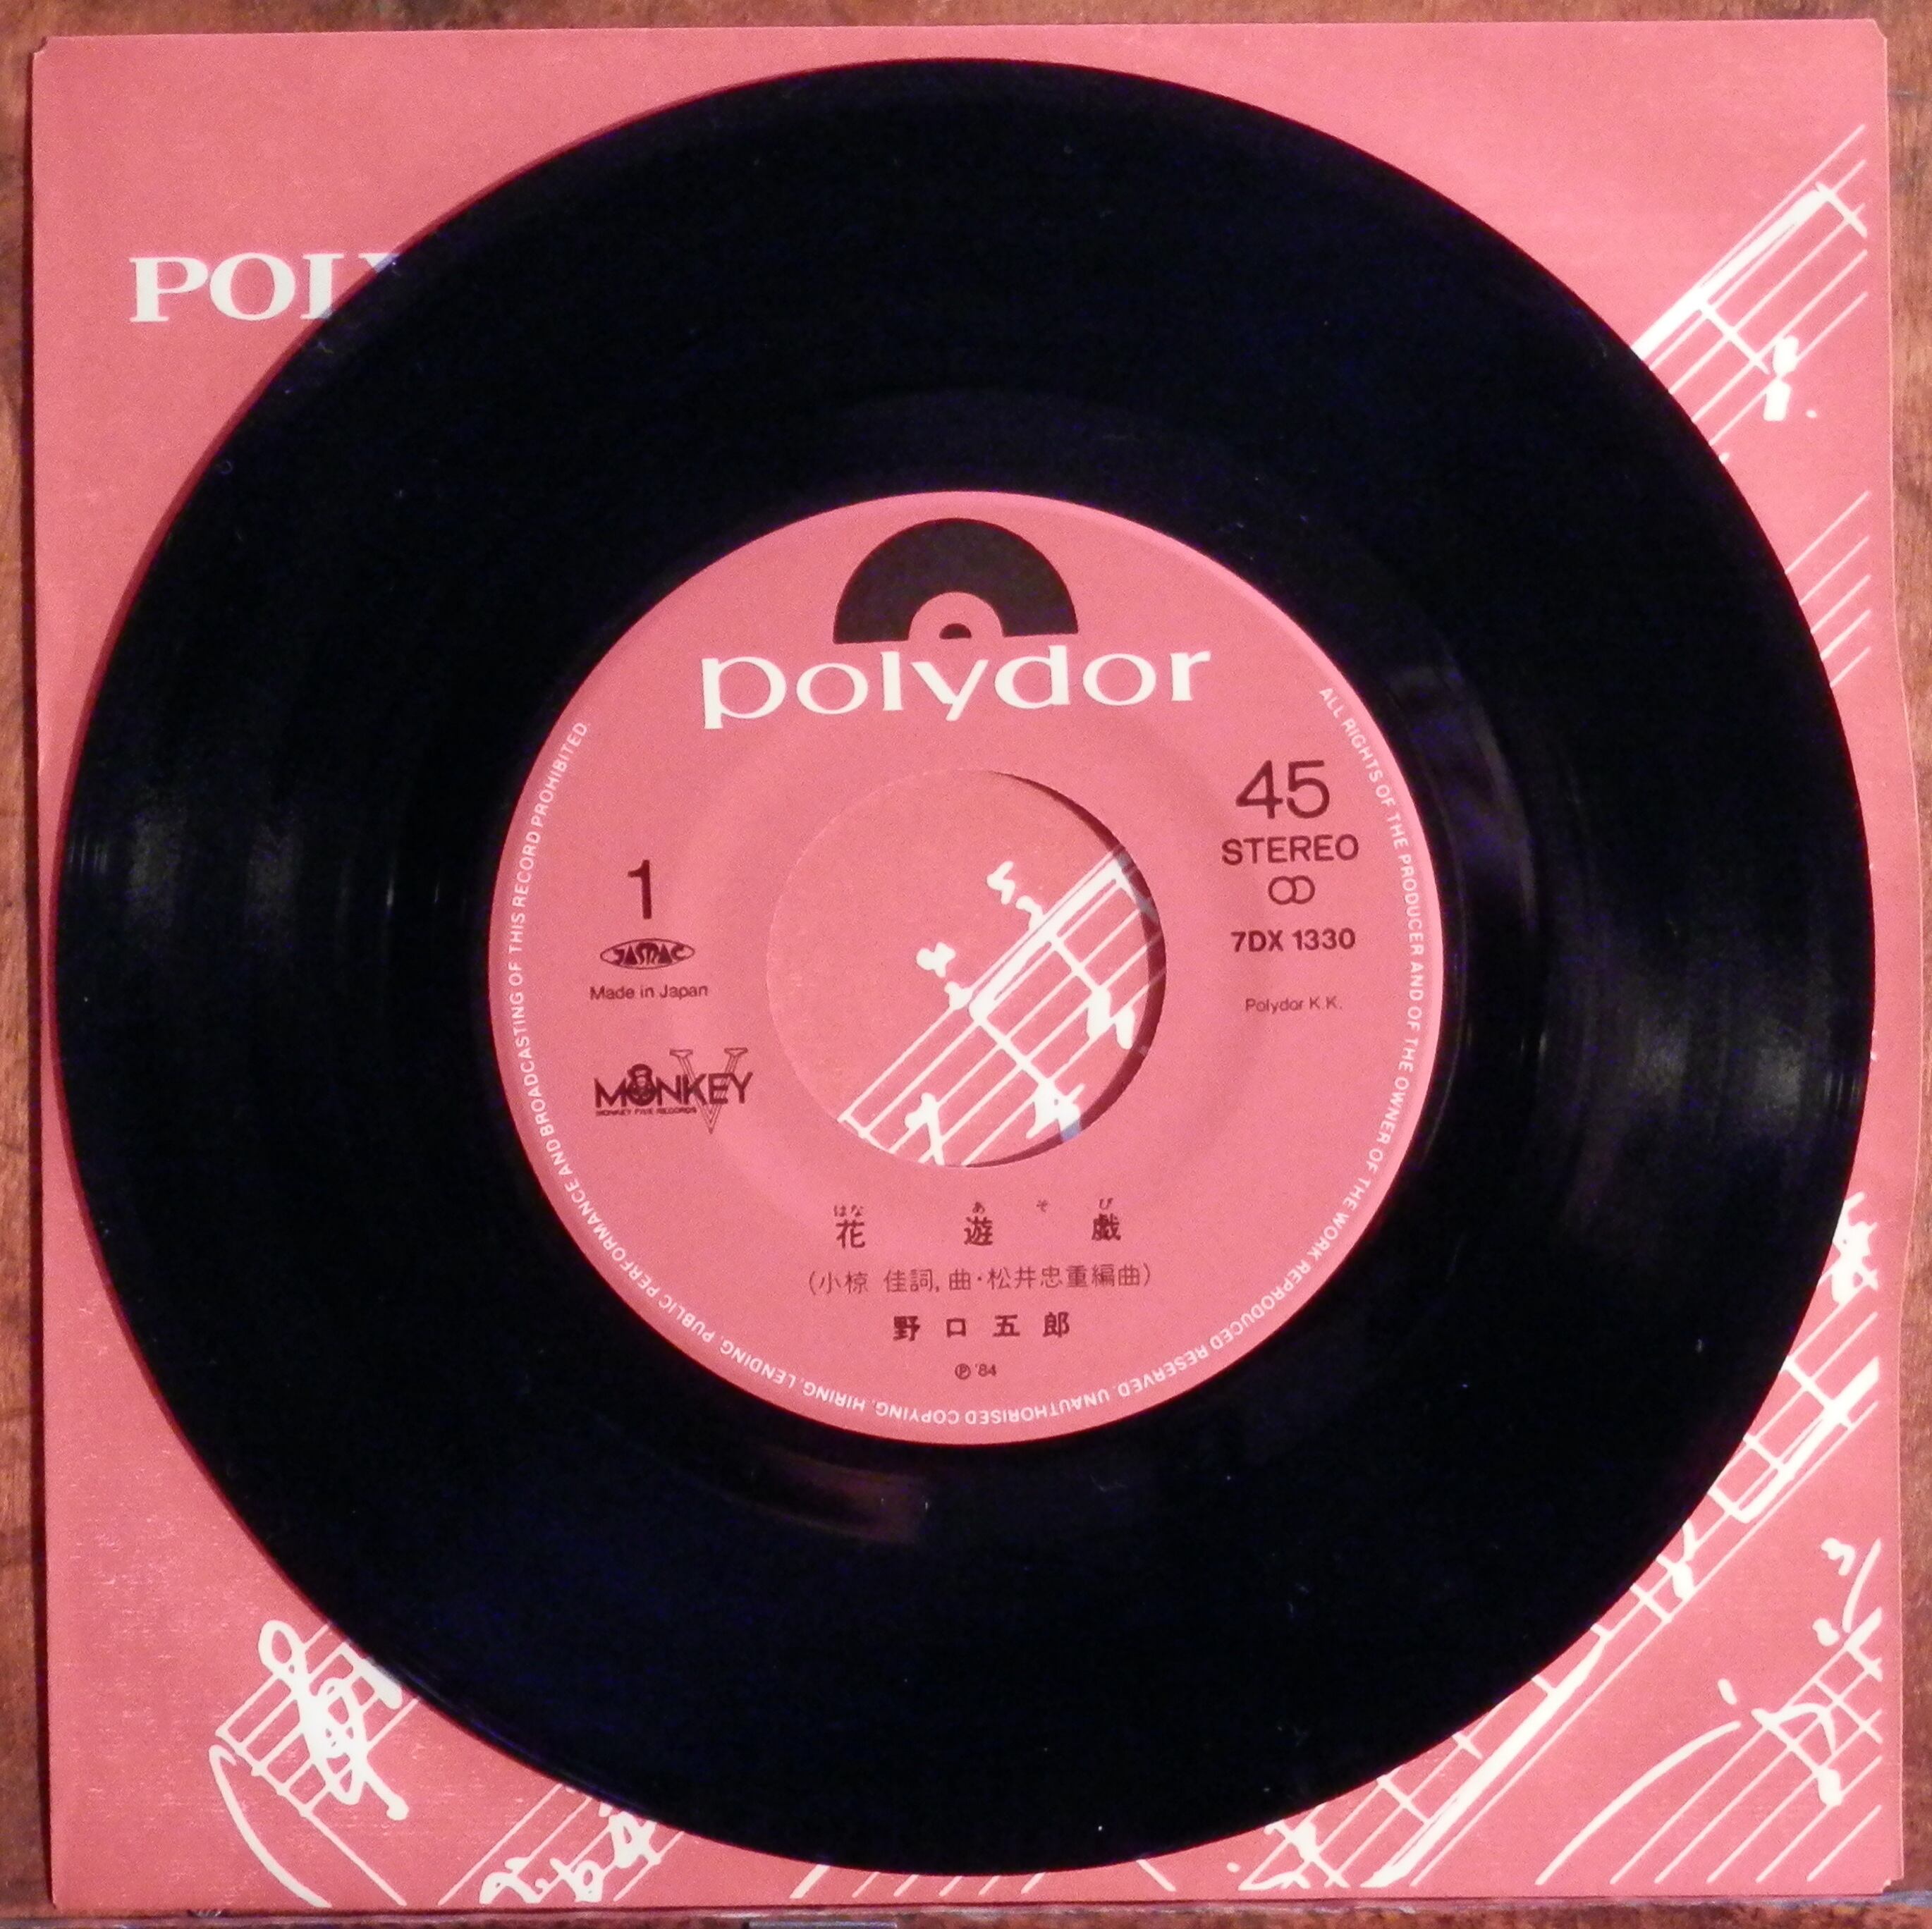 POLY
polydor
45
STEREO
7DX 1330
Polydor K.K.
1
JASRAC
Made in Japan
MONKEY V
MONKEY FIVE RECORDS
はな あ そ び
花 遊 戯
(小椋 佳詞, 曲・松井忠重編曲)
野口五郎
Ⓟ '84
ALL RIGHTS OF THE PRODUCER AND OF THE OWNER OF THE WORK REPRODUCED RESERVED. UNAUTHORISED COPYING, HIRING, LENDING, PUBLIC PERFORMANCE AND BROADCASTING OF THIS RECORD PROHIBITED.